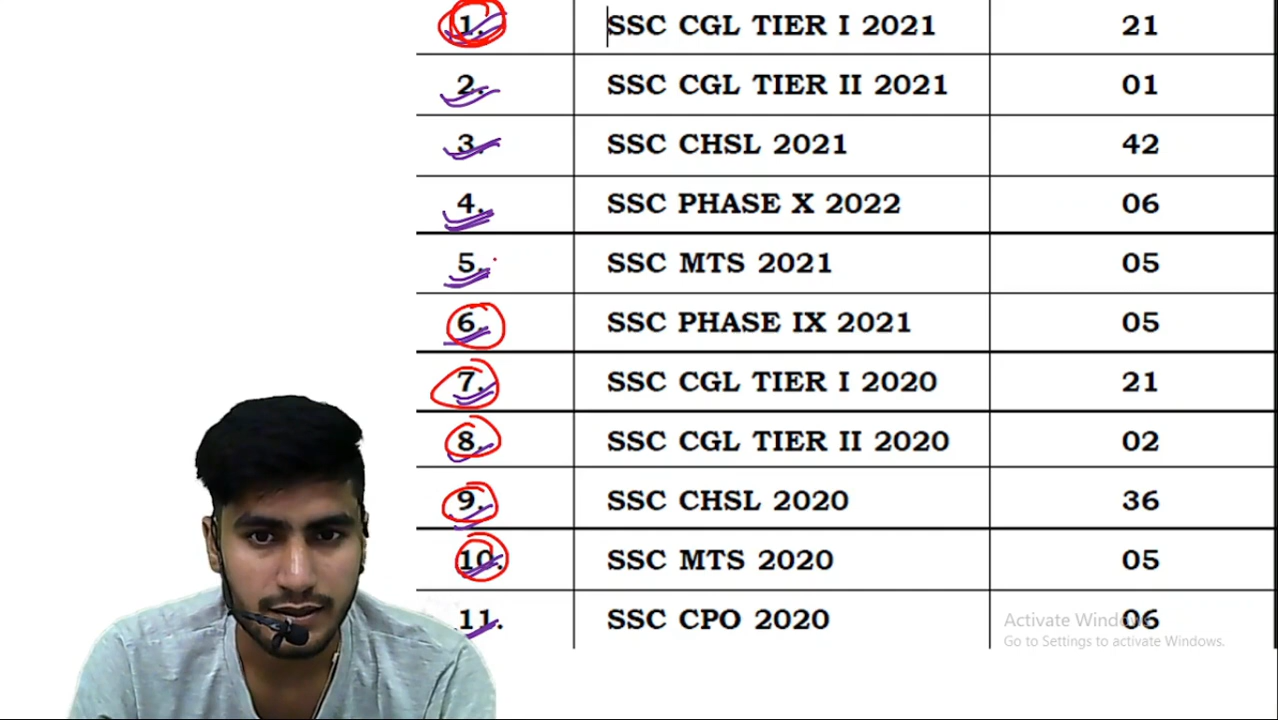 1. SSC CGL TIER I 2021 21
2. SSC CGL TIER II 2021 01
3. SSC CHSL 2021 42
4. SSC PHASE X 2022 06
5. SSC MTS 2021 05
6. SSC PHASE IX 2021 05
7. SSC CGL TIER I 2020 21
8. SSC CGL TIER II 2020 02
9. SSC CHSL 2020 36
10. SSC MTS 2020 05
11. SSC CPO 2020 06
Activate Windows
Go to Settings to activate Windows.